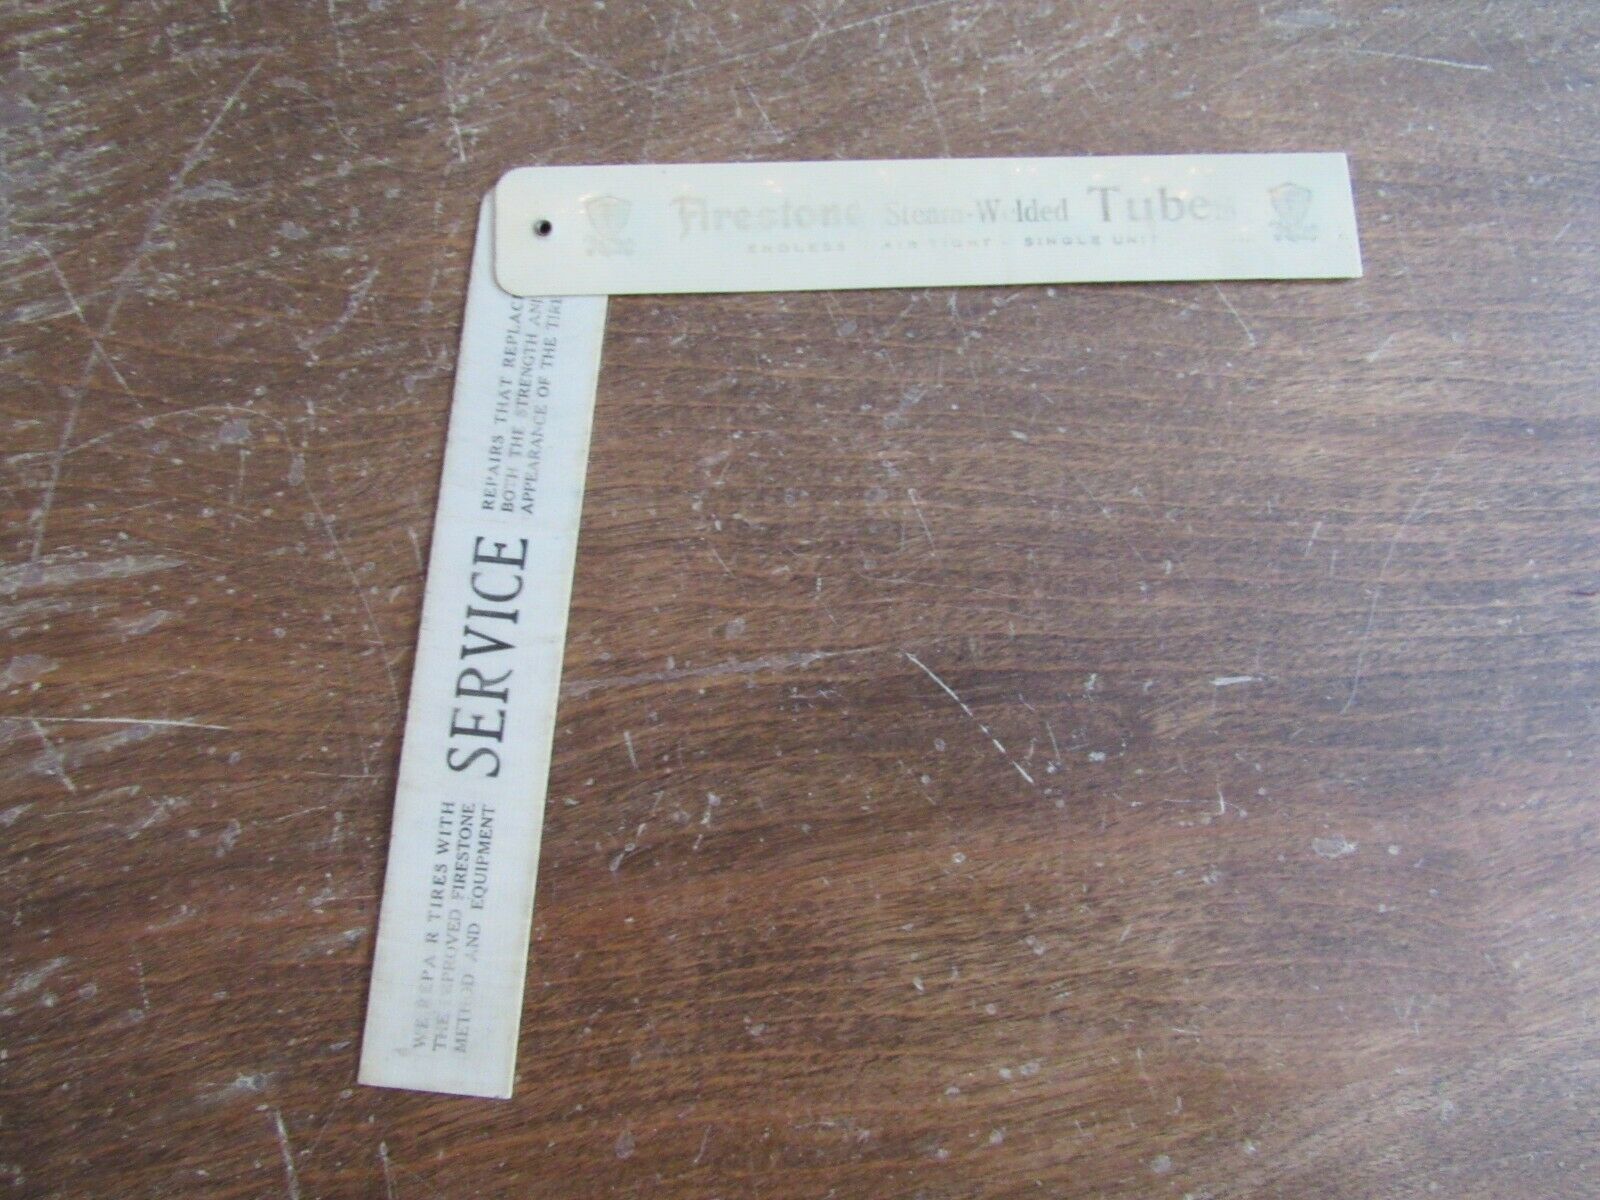 Firestone Steam-Welded Tubes
ENDLESS AIR TIGHT - SINGLE UNIT
REPAIRS THAT REPLACE
BOTH THE STRENGTH AND
APPEARANCE OF THE TIRE
SERVICE
WE REPA R TIRES WITH
THE APPROVED FIRESTONE
METHOD AND EQUIPMENT